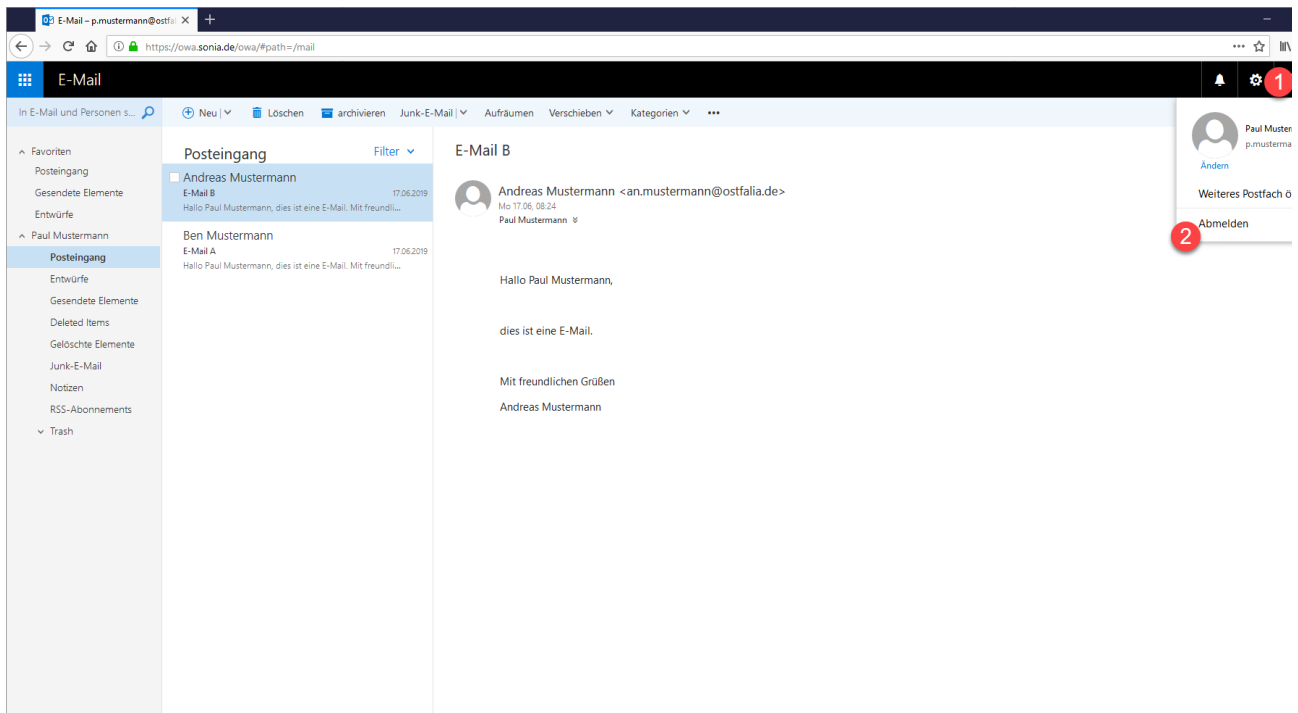 E-Mail – p.mustermann@ostfal
https://owa.sonia.de/owa/#path=/mail
E-Mail
1
In E-Mail und Personen s...
Neu
Löschen
archivieren
Junk-E-Mail
Aufräumen
Verschieben
Kategorien
Favoriten
Posteingang
Gesendete Elemente
Entwürfe
Paul Mustermann
Posteingang
Entwürfe
Gesendete Elemente
Deleted Items
Gelöschte Elemente
Junk-E-Mail
Notizen
RSS-Abonnements
Trash
Posteingang
Filter
Andreas Mustermann
E-Mail B 17.06.2019
Hallo Paul Mustermann, dies ist eine E-Mail. Mit freundli...
Ben Mustermann
E-Mail A 17.06.2019
Hallo Paul Mustermann, dies ist eine E-Mail. Mit freundli...
E-Mail B
Andreas Mustermann <an.mustermann@ostfalia.de>
Mo 17.06, 08:24
Paul Mustermann
Hallo Paul Mustermann,
dies ist eine E-Mail.
Mit freundlichen Grüßen
Andreas Mustermann
Paul Muster
p.musterma
Ändern
Weiteres Postfach ö
Abmelden
2